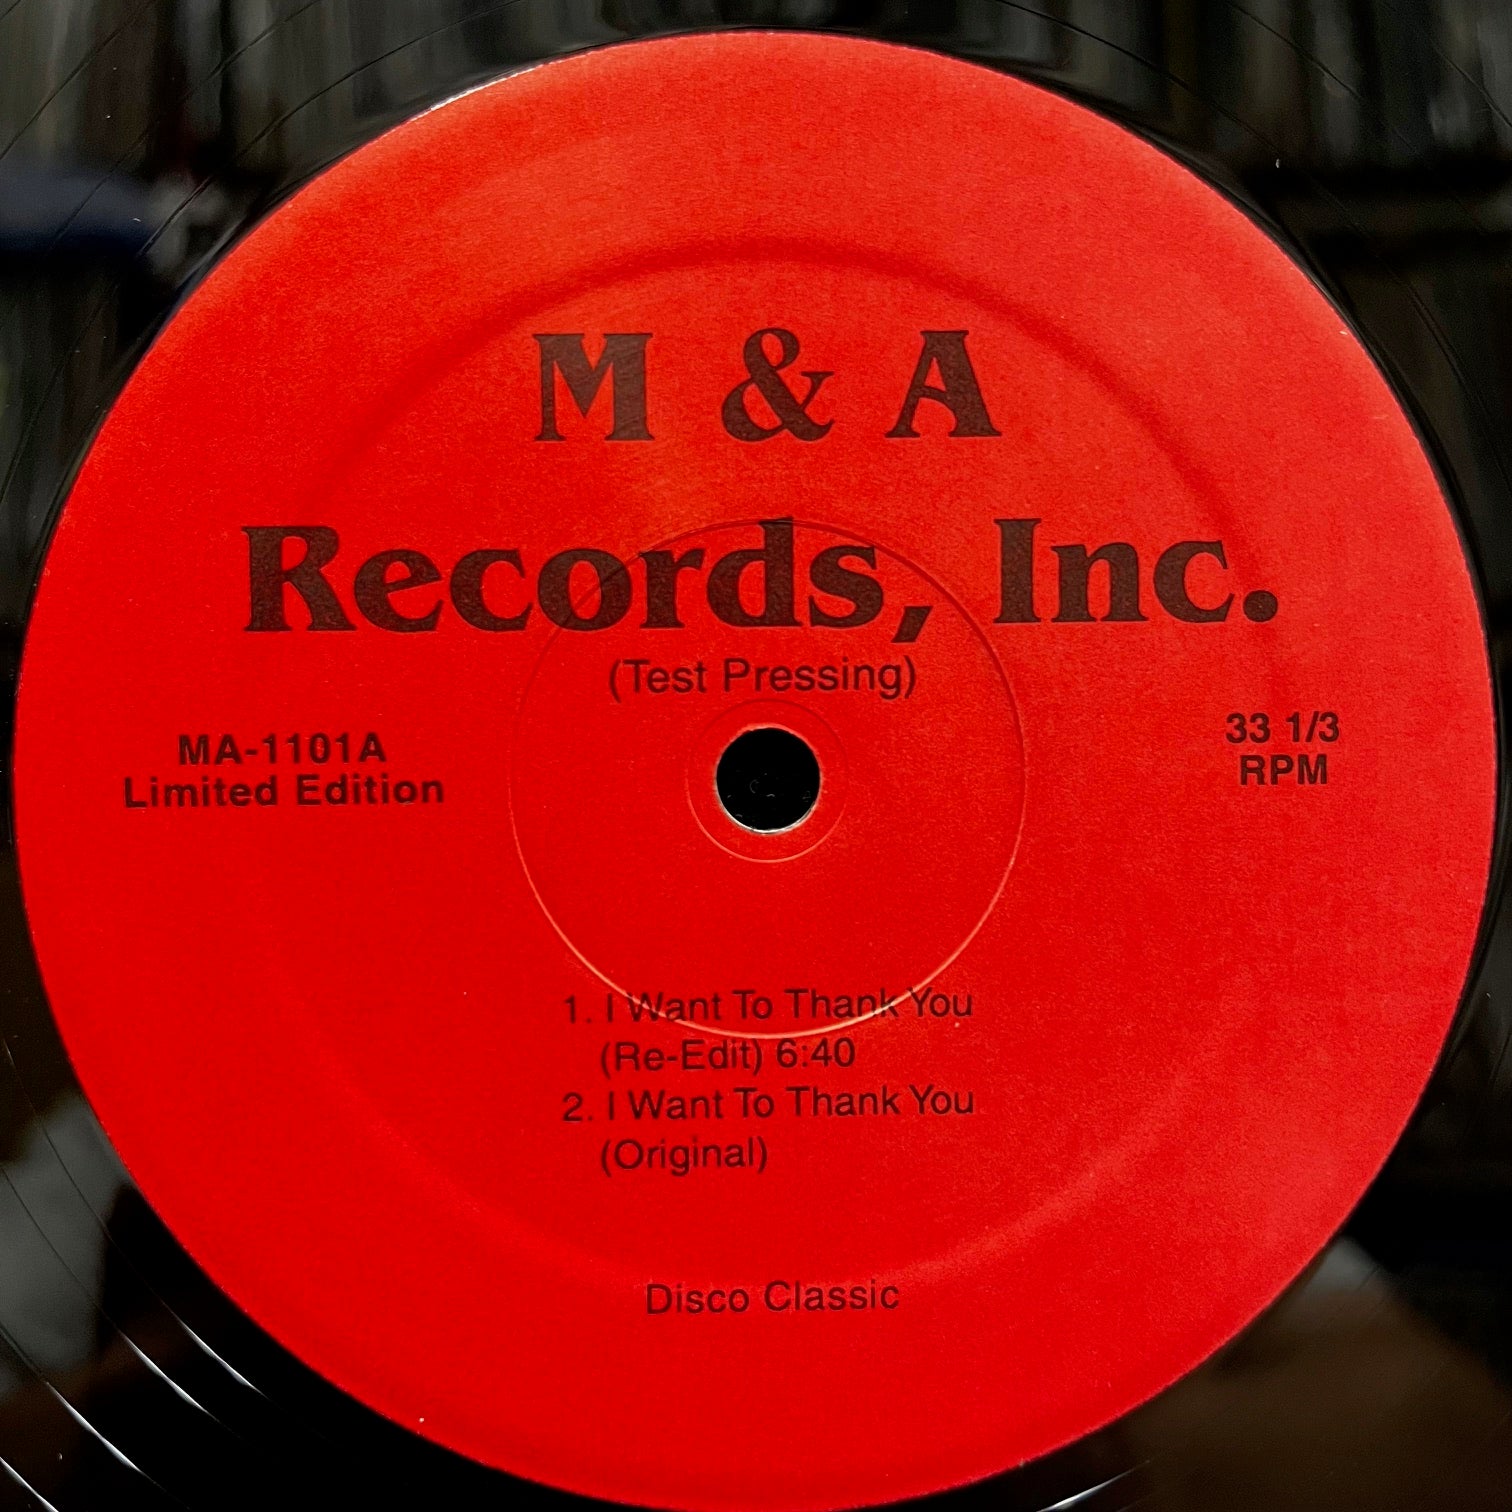 M & A
Records, Inc.
(Test Pressing)
MA-1101A
Limited Edition
33 1/3
RPM
1. I Want To Thank You
(Re-Edit) 6:40
2. I Want To Thank You
(Original)
Disco Classic